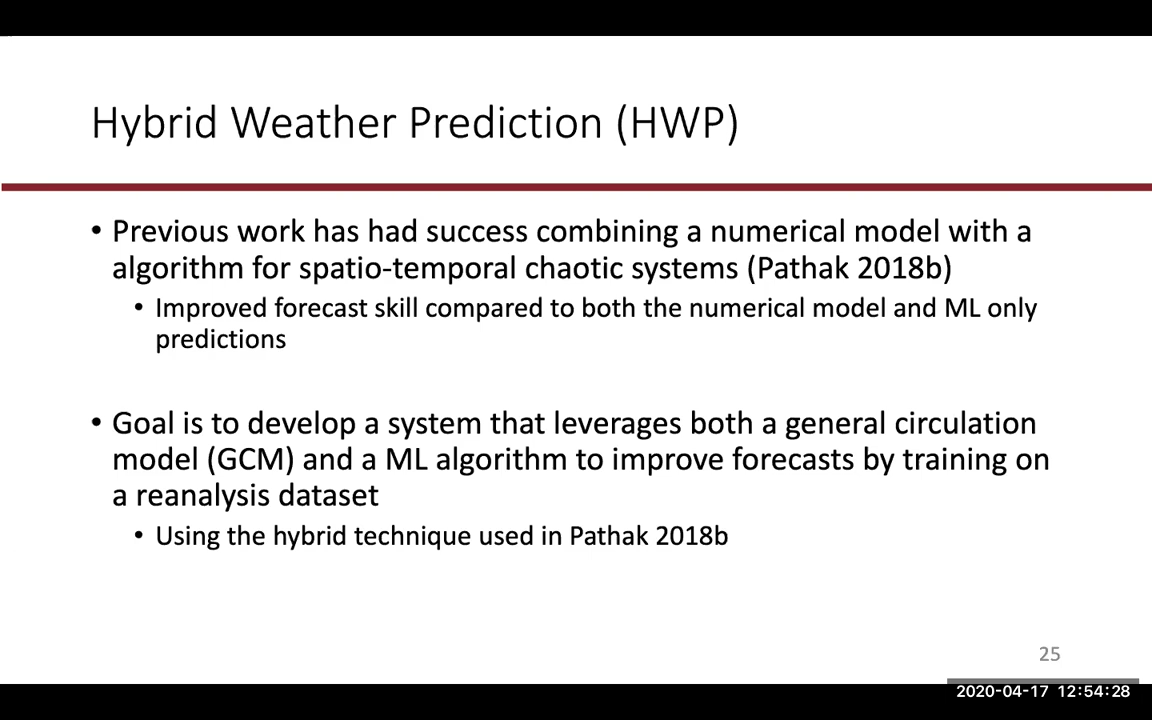 Hybrid Weather Prediction (HWP)
• Previous work has had success combining a numerical model with a
algorithm for spatio-temporal chaotic systems (Pathak 2018b)
• Improved forecast skill compared to both the numerical model and ML only
predictions
• Goal is to develop a system that leverages both a general circulation
model (GCM) and a ML algorithm to improve forecasts by training on
a reanalysis dataset
• Using the hybrid technique used in Pathak 2018b
25
2020-04-17 12:54:28